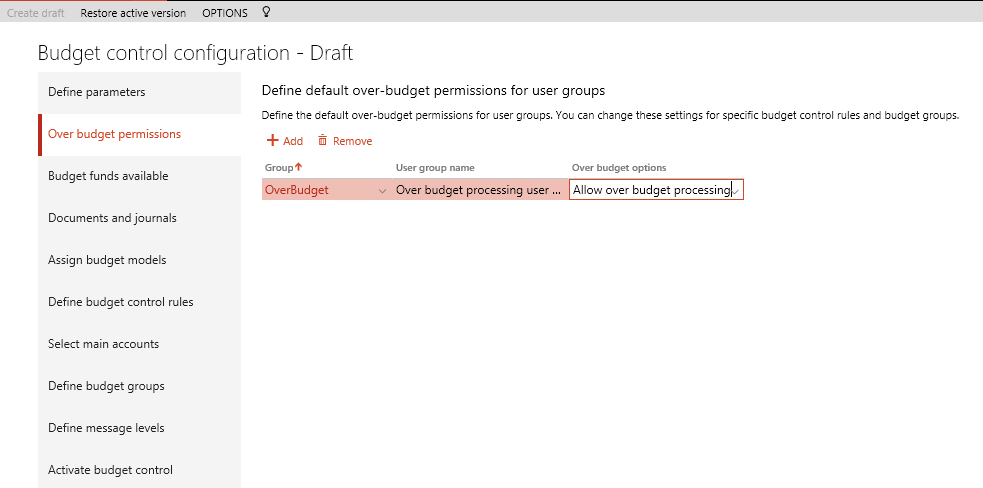 Create draft Restore active version OPTIONS
Budget control configuration - Draft
Define parameters
Over budget permissions
Budget funds available
Documents and journals
Assign budget models
Define budget control rules
Select main accounts
Define budget groups
Define message levels
Activate budget control
Define default over-budget permissions for user groups
Define the default over-budget permissions for user groups. You can change these settings for specific budget control rules and budget groups.
Add Remove
Group User group name Over budget options
OverBudget Over budget processing user ... Allow over budget processing